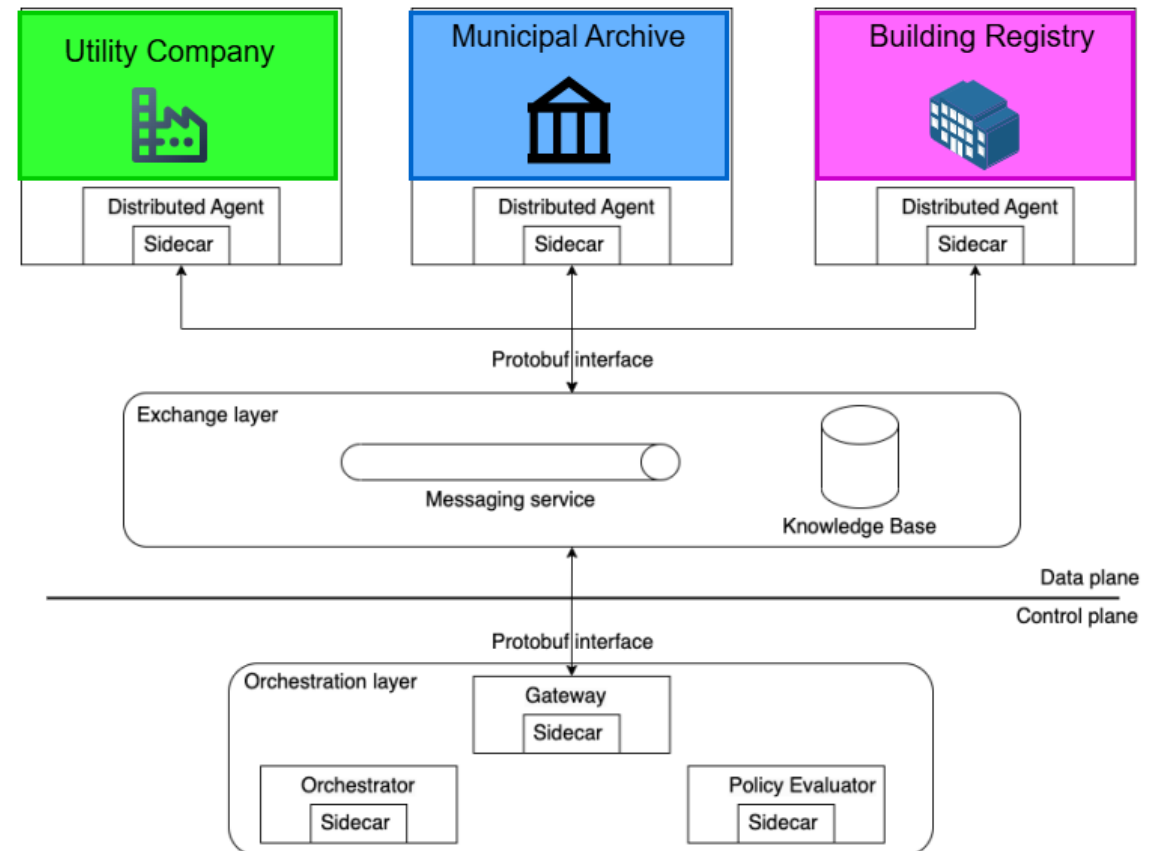 Utility Company
Municipal Archive
Building Registry
Distributed Agent
Sidecar
Distributed Agent
Sidecar
Distributed Agent
Sidecar
Protobuf interface
Exchange layer
Messaging service
Knowledge Base
Data plane
Control plane
Protobuf interface
Orchestration layer
Gateway
Sidecar
Orchestrator
Sidecar
Policy Evaluator
Sidecar